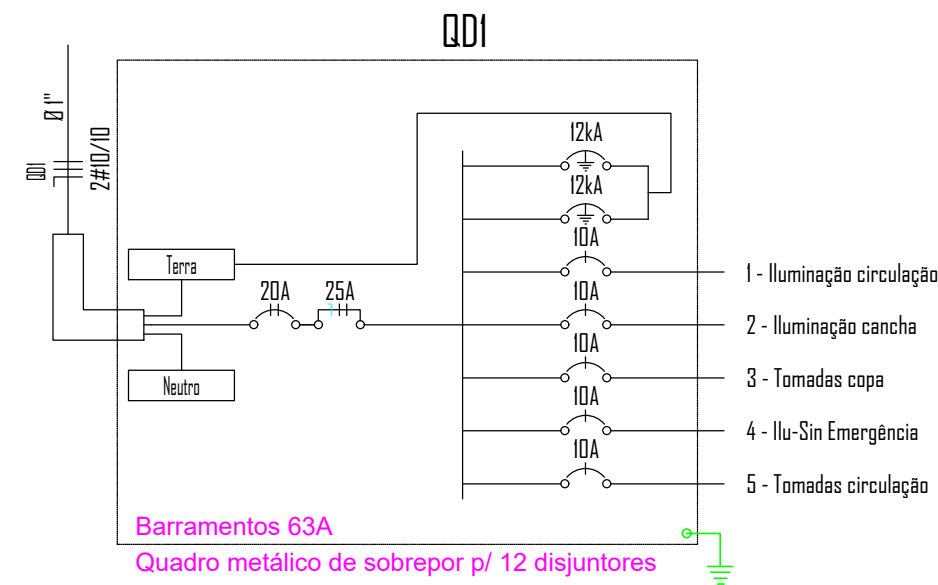 QD1
Ø 1"
QD1
2#10/10
Terra
Neutro
20A
25A
12kA
12kA
10A
1 - Iluminação circulação
10A
2 - Iluminação cancha
10A
3 - Tomadas copa
10A
4 - Ilu-Sin Emergência
10A
5 - Tomadas circulação
Barramentos 63A
Quadro metálico de sobrepor p/ 12 disjuntores